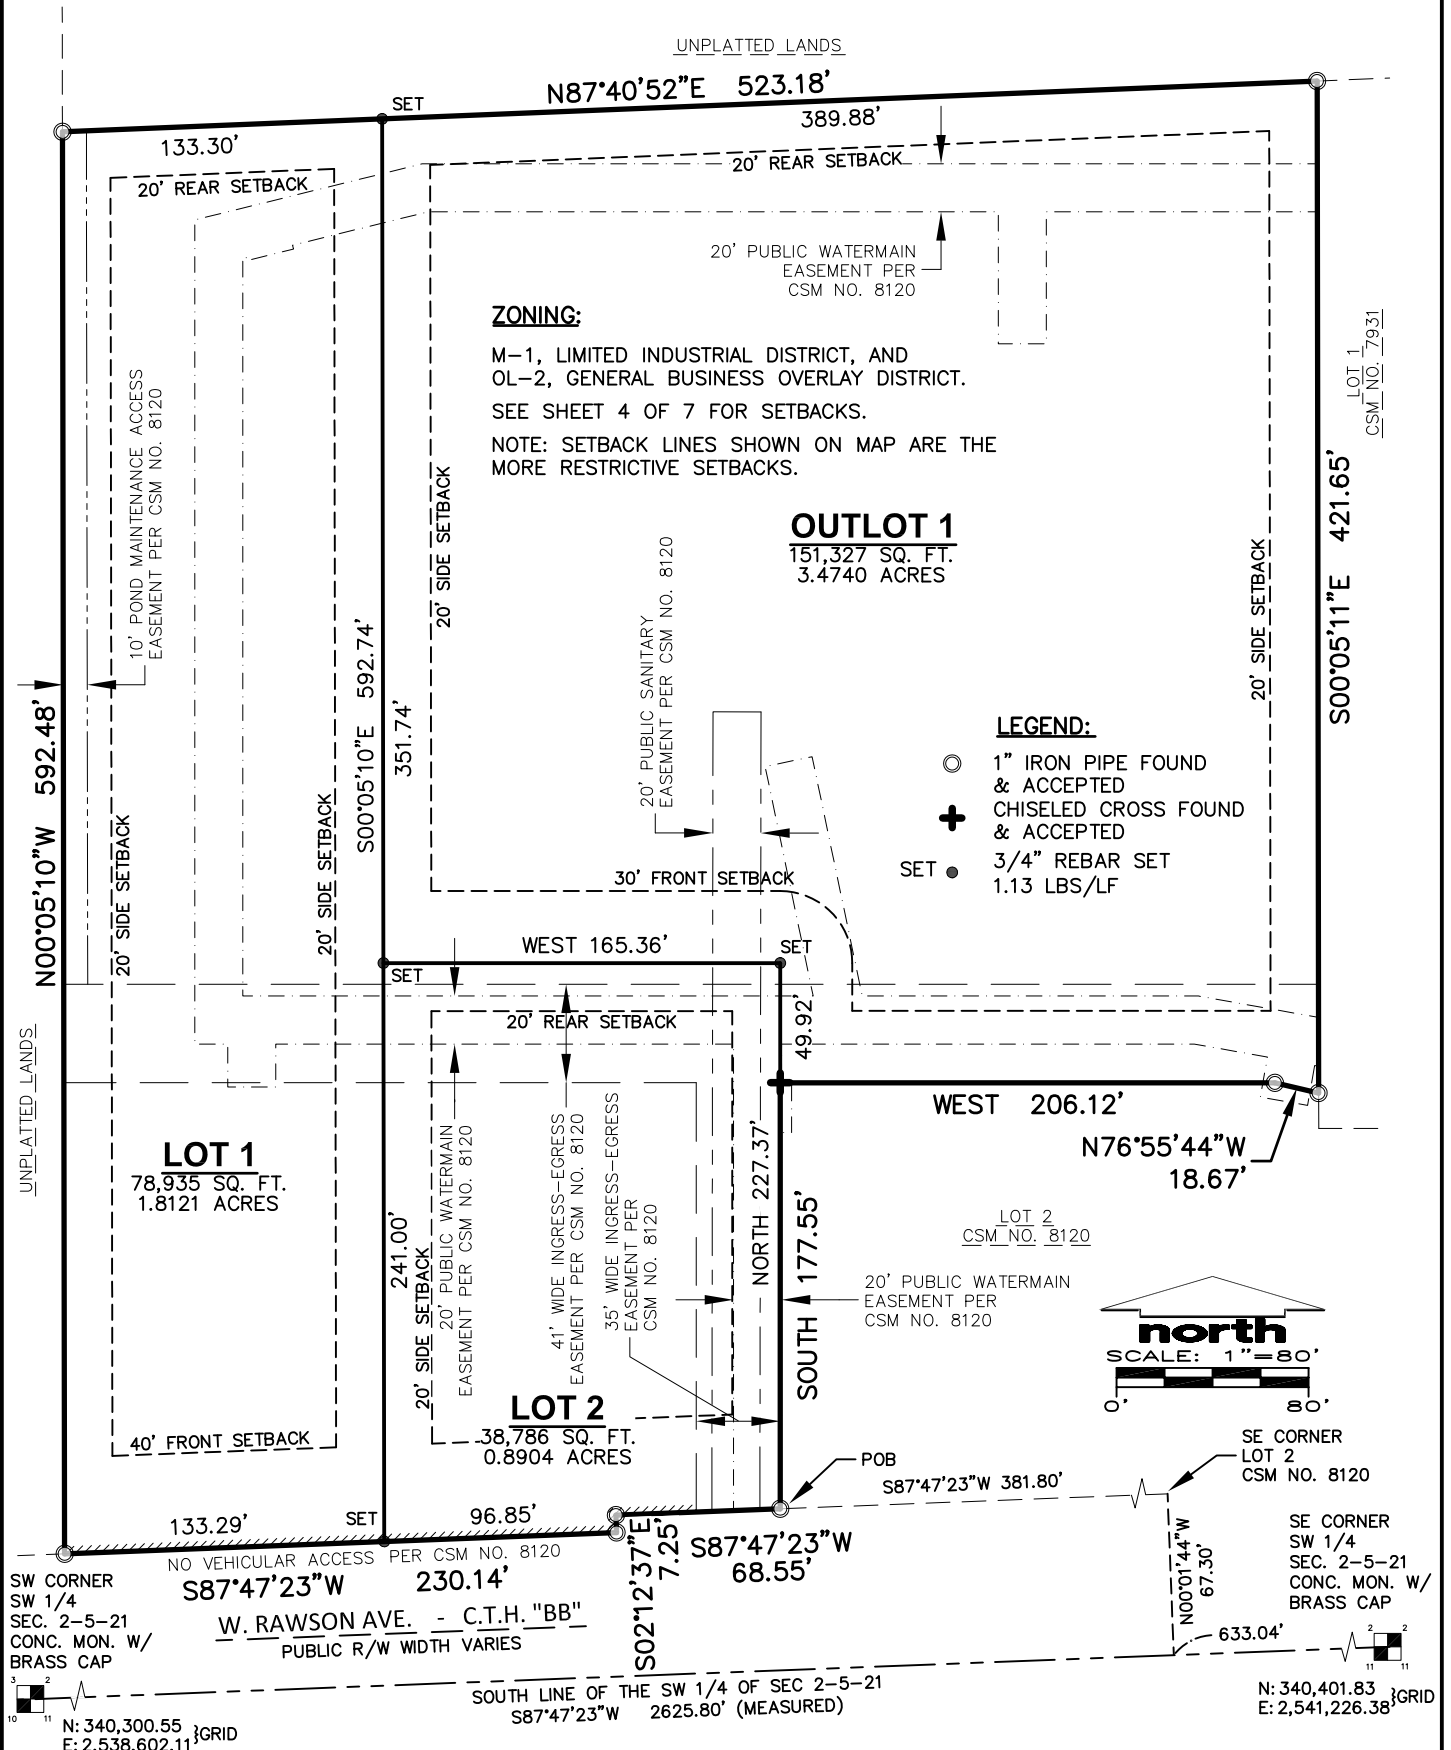 UNPLATTED LANDS
N87°40'52"E 523.18'
SET
133.30'
389.88'
20' REAR SETBACK
20' REAR SETBACK
20' PUBLIC WATERMAIN
EASEMENT PER
CSM NO. 8120
ZONING:
M-1, LIMITED INDUSTRIAL DISTRICT, AND
OL-2, GENERAL BUSINESS OVERLAY DISTRICT.
SEE SHEET 4 OF 7 FOR SETBACKS.
NOTE: SETBACK LINES SHOWN ON MAP ARE THE
MORE RESTRICTIVE SETBACKS.
LOT 1
CSM NO. 7931
10' POND MAINTENANCE ACCESS
EASEMENT PER CSM NO. 8120
20' SIDE SETBACK
OUTLOT 1
151,327 SQ. FT.
3.4740 ACRES
S00°05'11"E 421.65'
20' SIDE SETBACK
20' PUBLIC SANITARY
EASEMENT PER CSM NO. 8120
N00°05'10"W 592.48'
S00°05'10"E 592.74'
351.74'
LEGEND:
1" IRON PIPE FOUND
& ACCEPTED
CHISELED CROSS FOUND
& ACCEPTED
SET
3/4" REBAR SET
1.13 LBS/LF
20' SIDE SETBACK
20' SIDE SETBACK
30' FRONT SETBACK
WEST 165.36'
SET
SET
20' REAR SETBACK
49.92'
UNPLATTED LANDS
WEST 206.12'
N76°55'44"W
18.67'
LOT 1
78,935 SQ. FT.
1.8121 ACRES
241.00'
20' SIDE SETBACK
20' PUBLIC WATERMAIN
EASEMENT PER CSM NO. 8120
41' WIDE INGRESS-EGRESS
EASEMENT PER CSM NO. 8120
35' WIDE INGRESS-EGRESS
EASEMENT PER
CSM NO. 8120
NORTH 227.37'
SOUTH 177.55'
LOT 2
CSM NO. 8120
20' PUBLIC WATERMAIN
EASEMENT PER
CSM NO. 8120
north
SCALE: 1"=80'
0' 80'
LOT 2
38,786 SQ. FT.
0.8904 ACRES
40' FRONT SETBACK
POB
S87°47'23"W 381.80'
SE CORNER
LOT 2
CSM NO. 8120
133.29'
SET
96.85'
NO VEHICULAR ACCESS PER CSM NO. 8120
S87°47'23"W 230.14'
S02°12'37"E
7.25'
S87°47'23"W
68.55'
N00°01'44"W
67.30'
SE CORNER
SW 1/4
SEC. 2-5-21
CONC. MON. W/
BRASS CAP
SW CORNER
SW 1/4
SEC. 2-5-21
CONC. MON. W/
BRASS CAP
W. RAWSON AVE. - C.T.H. "BB"
PUBLIC R/W WIDTH VARIES
633.04'
2 2
11 11
3 2
10 11
SOUTH LINE OF THE SW 1/4 OF SEC 2-5-21
S87°47'23"W 2625.80' (MEASURED)
N: 340,401.83
E: 2,541,226.38
}GRID
N: 340,300.55
E: 2,538,602.11
}GRID